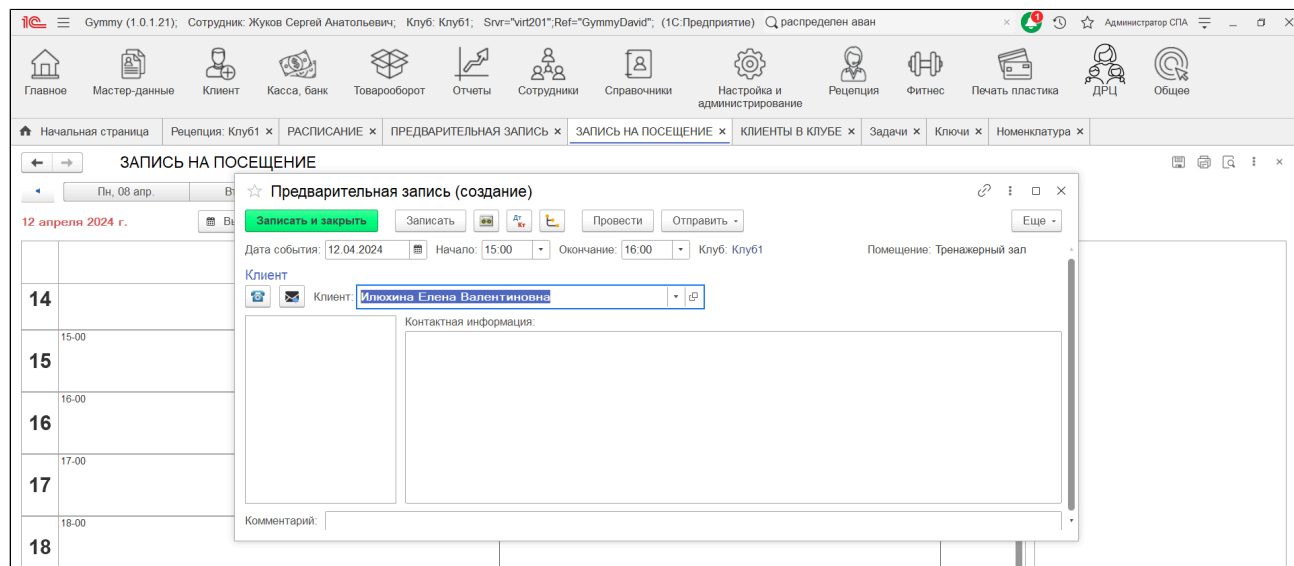 Gymmy (1.0.1.21); Сотрудник: Жуков Сергей Анатольевич; Клуб: Клуб1; Srvr="virt201";Ref="GymmyDavid"; (1С:Предприятие) распределен аван × 1 Администратор СПА
Главное Мастер-данные Клиент Касса, банк Товарооборот Отчеты Сотрудники Справочники Настройка и администрирование Рецепция Фитнес Печать пластика ДРЦ Общее
Начальная страница Рецепция: Клуб1 × РАСПИСАНИЕ × ПРЕДВАРИТЕЛЬНАЯ ЗАПИСЬ × ЗАПИСЬ НА ПОСЕЩЕНИЕ × КЛИЕНТЫ В КЛУБЕ × Задачи × Ключи × Номенклатура ×
ЗАПИСЬ НА ПОСЕЩЕНИЕ
Пн, 08 апр. Вт
12 апреля 2024 г. Вы
Предварительная запись (создание)
Записать и закрыть Записать Дт Кт Провести Отправить Еще
Дата события: 12.04.2024 Начало: 15:00 Окончание: 16:00 Клуб: Клуб1 Помещение: Тренажерный зал
Клиент
Клиент: Илюхина Елена Валентиновна
Контактная информация:
Комментарий:
14
15-00
15
16-00
16
17-00
17
18-00
18